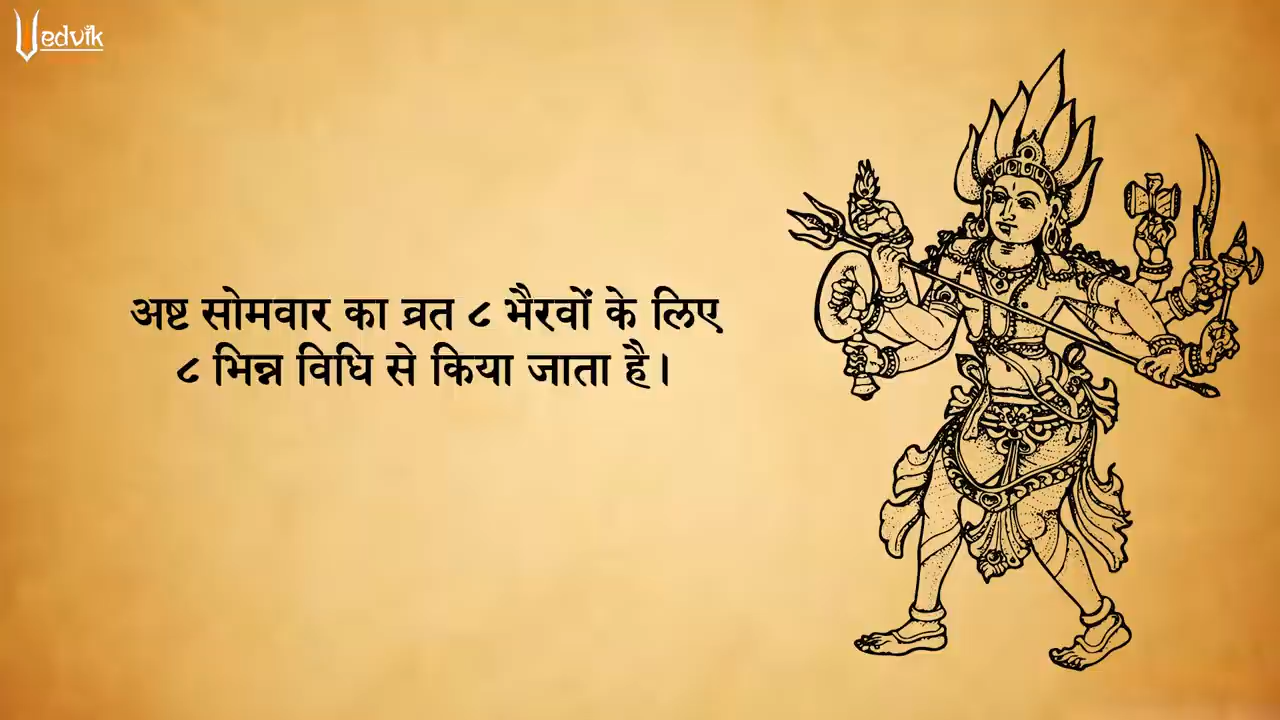 Vedvik
अष्ट सोमवार का व्रत ८ भैरवों के लिए
८ भिन्न विधि से किया जाता है।